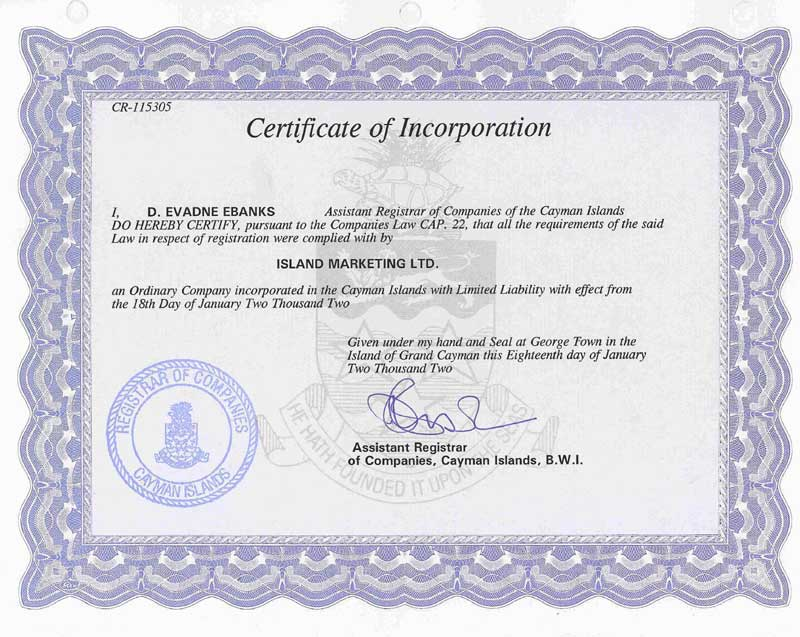 CR-115305
Certificate of Incorporation
I, D. EVADNE EBANKS Assistant Registrar of Companies of the Cayman Islands
DO HEREBY CERTIFY, pursuant to the Companies Law CAP. 22, that all the requirements of the said
Law in respect of registration were complied with by
ISLAND MARKETING LTD.
an Ordinary Company incorporated in the Cayman Islands with Limited Liability with effect from
the 18th Day of January Two Thousand Two
Given under my hand and Seal at George Town in the
Island of Grand Cayman this Eighteenth day of January
Two Thousand Two
REGISTRAR OF COMPANIES
CAYMAN ISLANDS
Assistant Registrar
of Companies, Cayman Islands, B.W.I.
HE HATH FOUNDED IT UPON THE SEAS